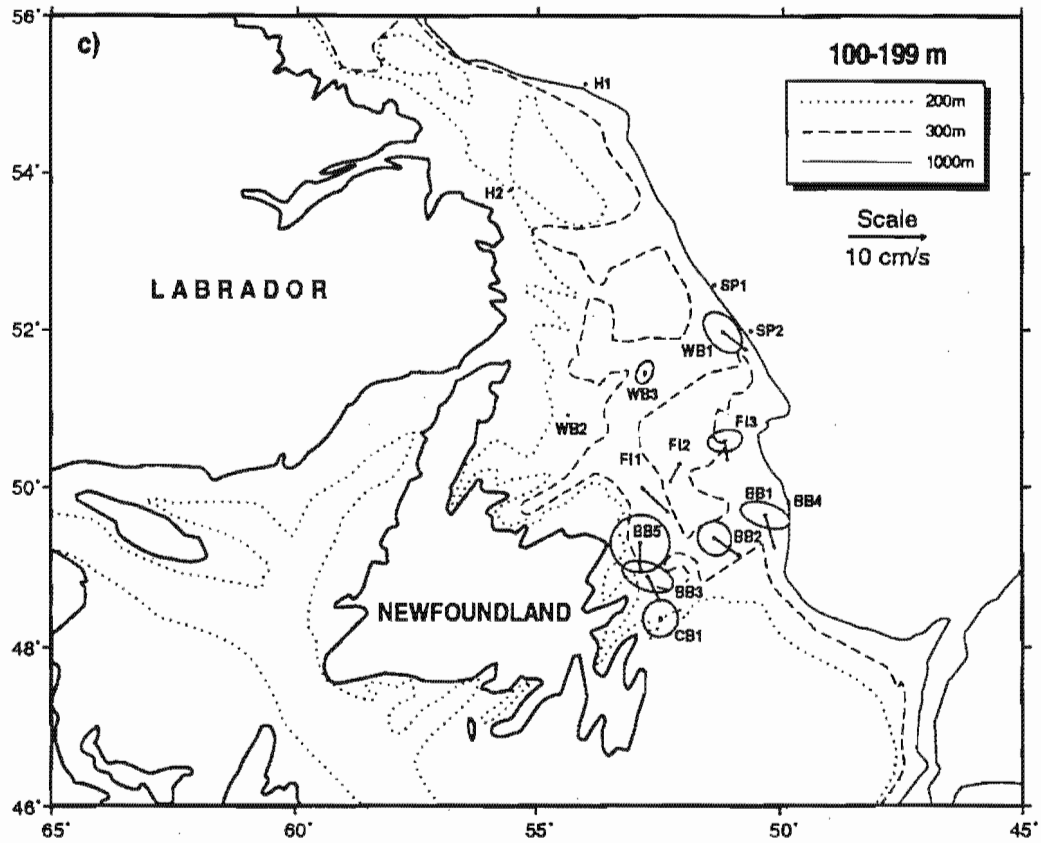 56˚
c)
100-199 m
200m
300m
1000m
H1
54˚
H2
Scale
10 cm/s
LABRADOR
SP1
52˚
SP2
WB1
WB3
WB2
FI3
FI2
FI1
50˚
BB1
BB4
BB5
BB2
BB3
NEWFOUNDLAND
CB1
48˚
46˚
65˚
60˚
55˚
50˚
45˚